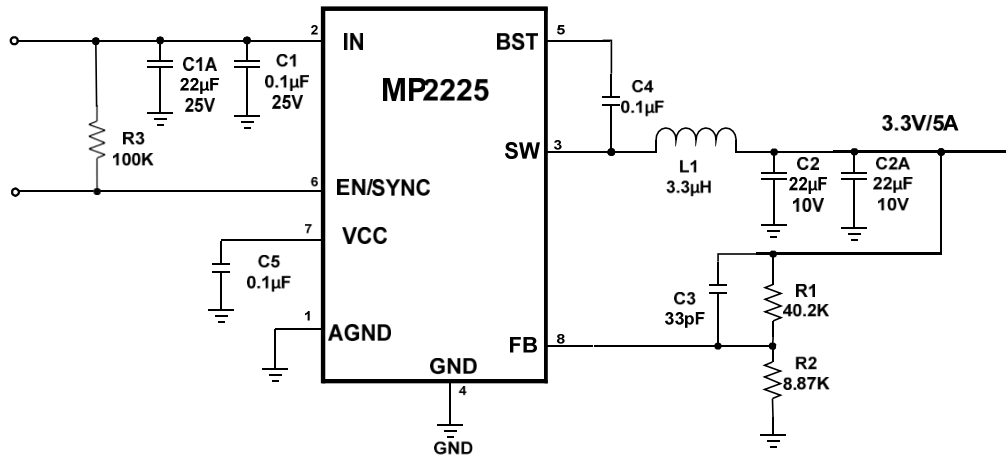 2
IN
C1A
22µF
25V
C1
0.1µF
25V
R3
100K
6
EN/SYNC
7
VCC
C5
0.1µF
1
AGND
MP2225
GND
4
GND
BST
5
C4
0.1µF
SW
3
L1
3.3µH
3.3V/5A
C2
22µF
10V
C2A
22µF
10V
C3
33pF
R1
40.2K
FB
8
R2
8.87K